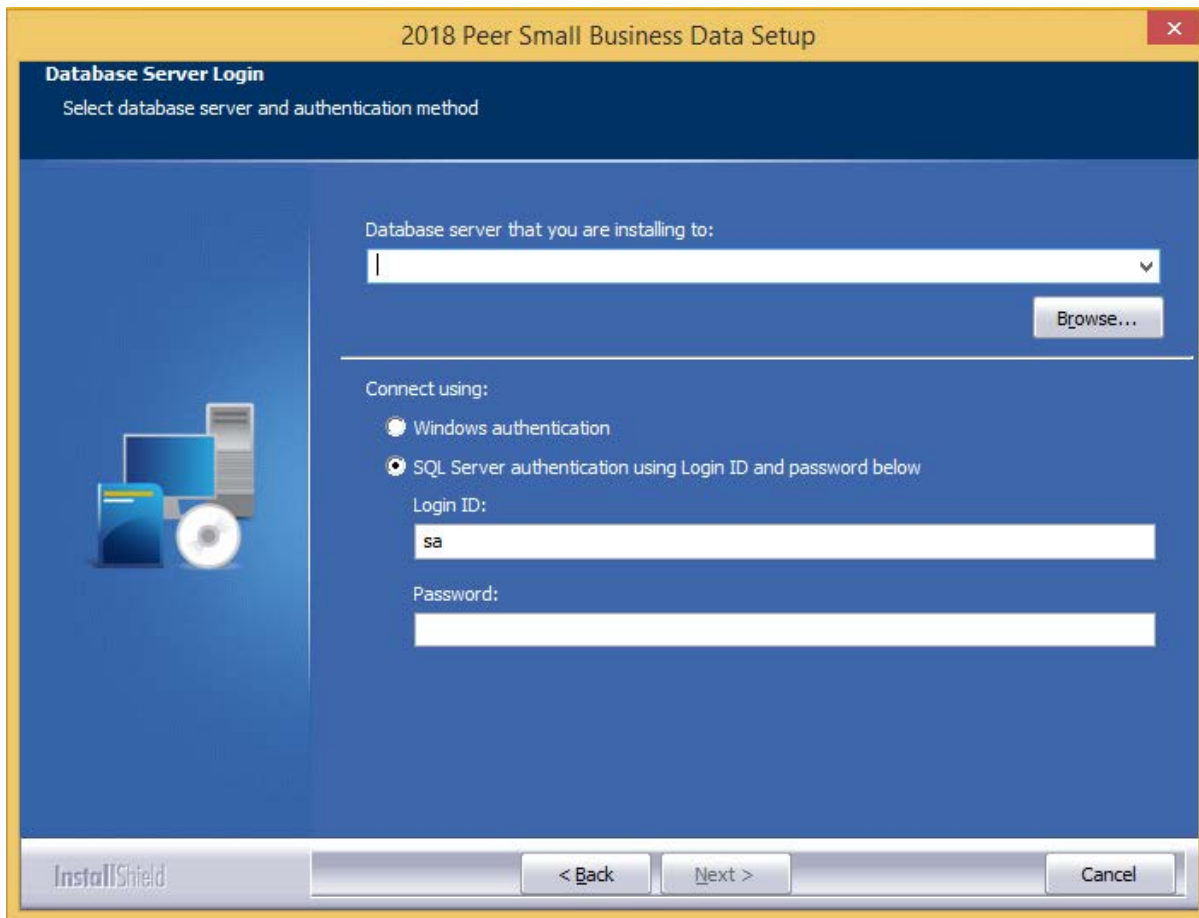 2018 Peer Small Business Data Setup
Database Server Login
Select database server and authentication method
Database server that you are installing to:
Browse...
Connect using:
Windows authentication
SQL Server authentication using Login ID and password below
Login ID:
sa
Password:
InstallShield
< Back
Next >
Cancel